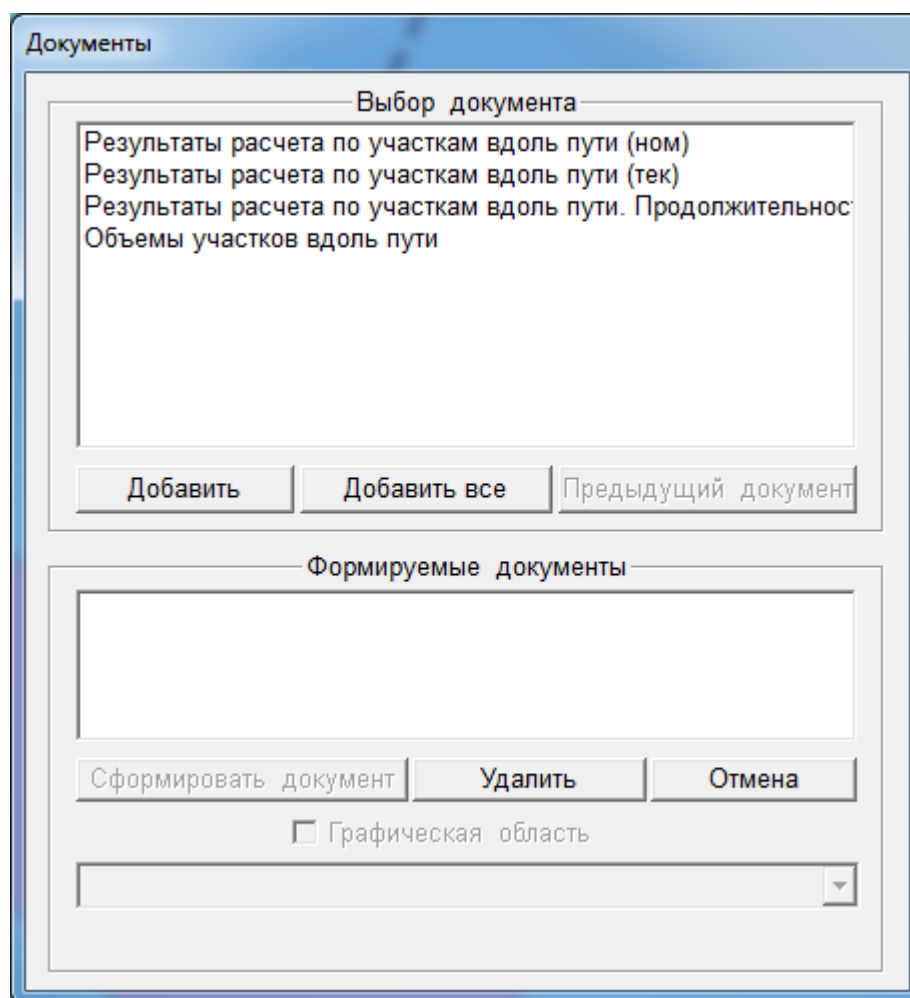 Документы
Выбор документа
Результаты расчета по участкам вдоль пути (ном)
Результаты расчета по участкам вдоль пути (тек)
Результаты расчета по участкам вдоль пути. Продолжительнос
Объемы участков вдоль пути
Добавить Добавить все Предыдущий документ
Формируемые документы
Сформировать документ Удалить Отмена
Графическая область